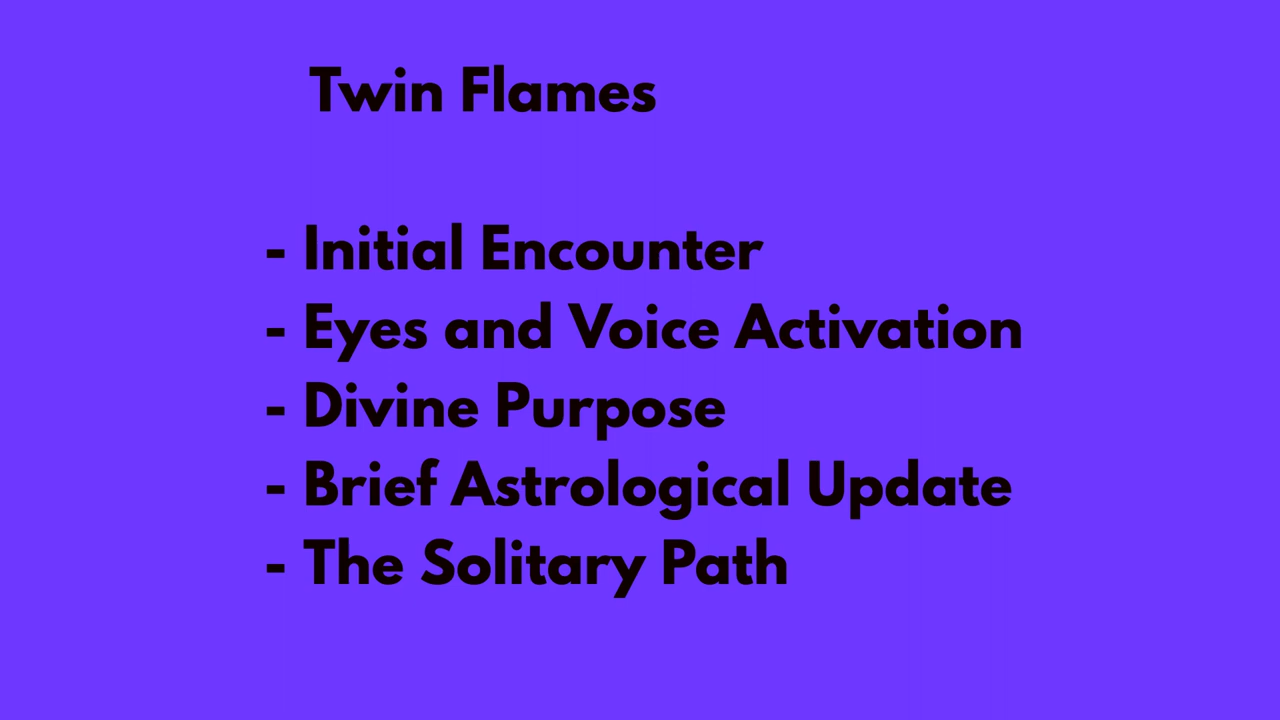 Twin Flames
- Initial Encounter
- Eyes and Voice Activation
- Divine Purpose
- Brief Astrological Update
- The Solitary Path